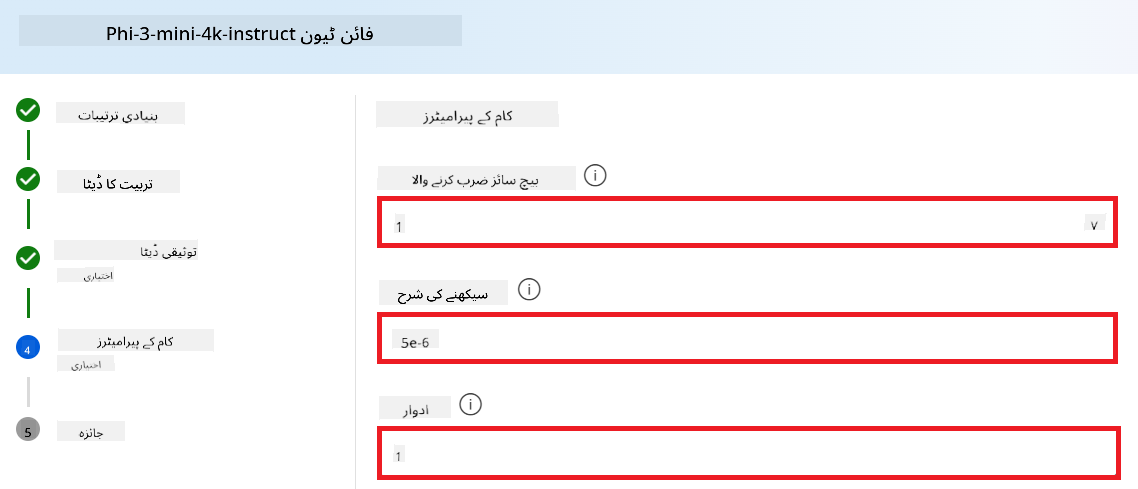 فائن ٹیون Phi-3-mini-4k-instruct
بنیادی ترتیبات
تربیت کا ڈیٹا
توثیقی ڈیٹا
اختیاری
4
کام کے پیرامیٹرز
اختیاری
5
جائزہ
کام کے پیرامیٹرز
بیچ سائز ضرب کرنے والا
1
سیکھنے کی شرح
5e-6
ادوار
1